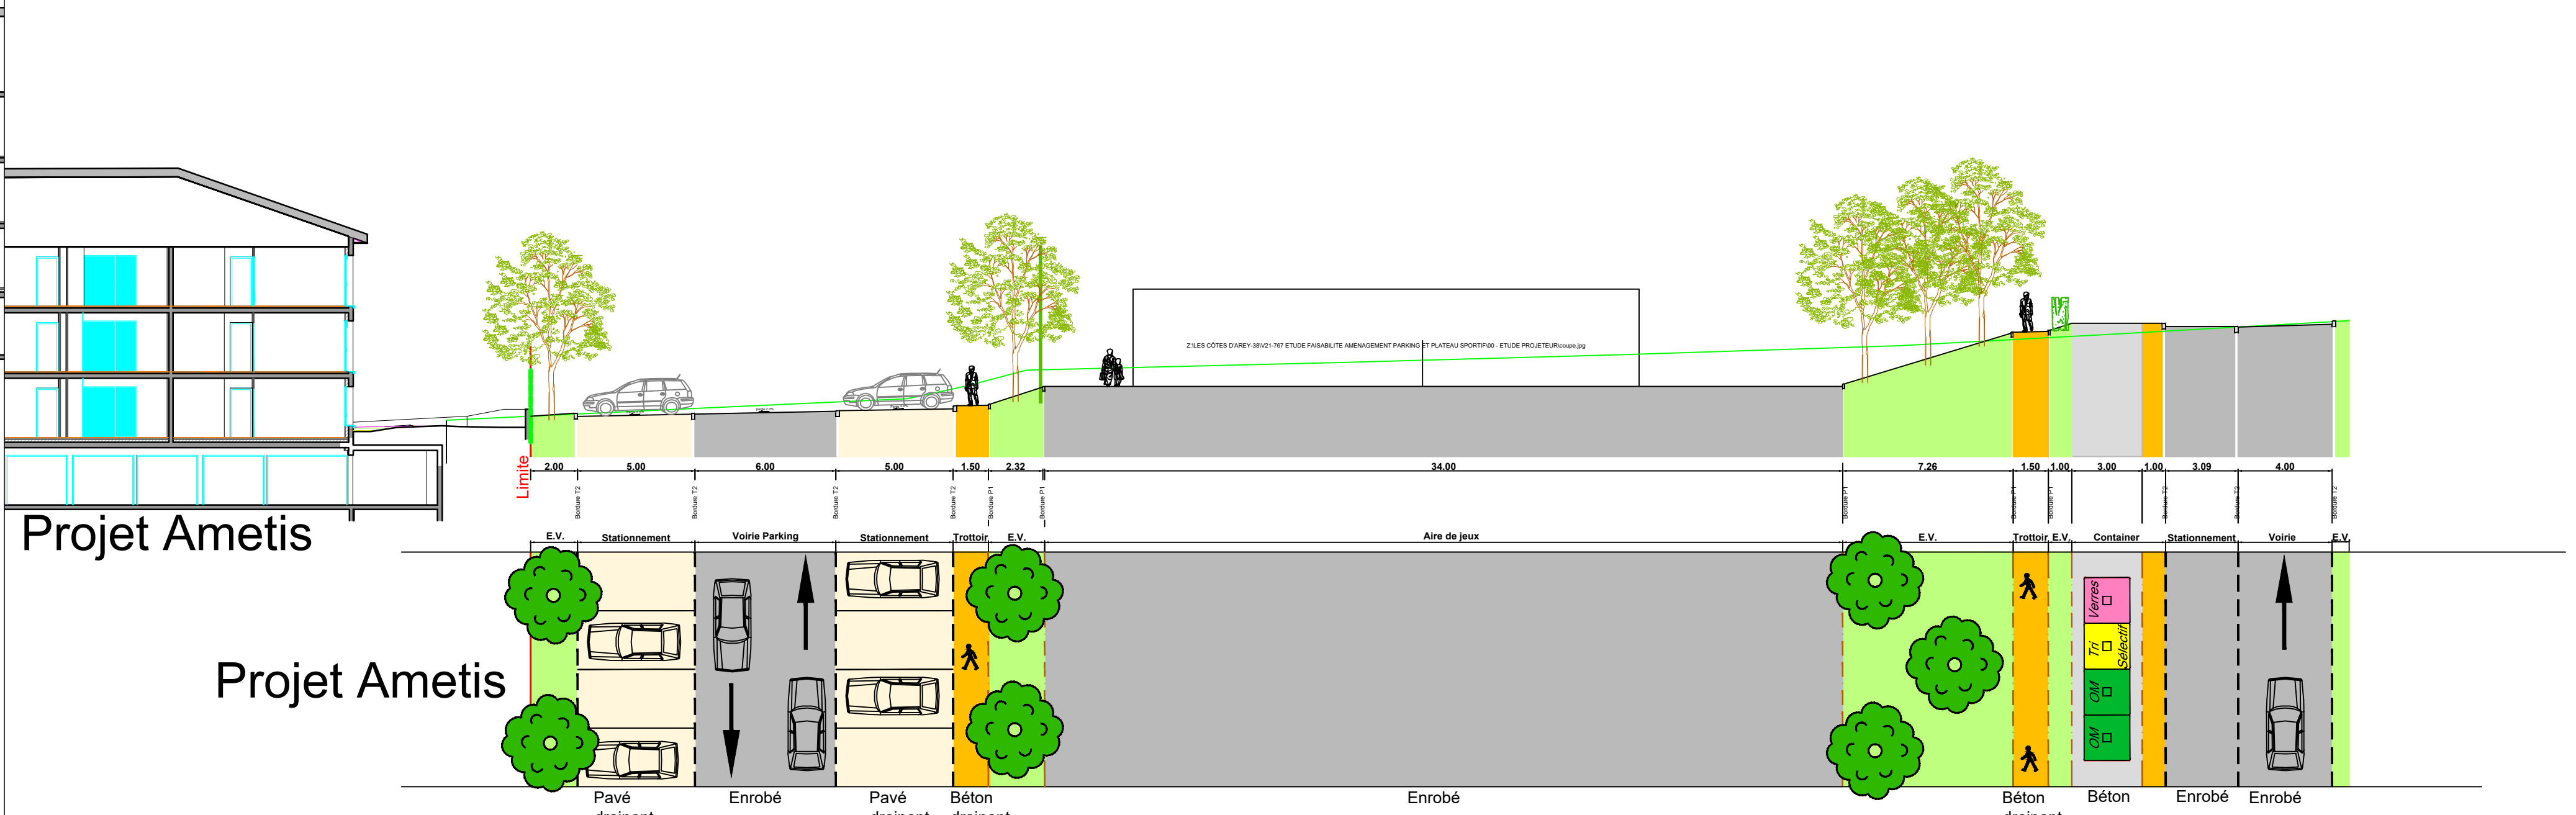 Z:\LES CÔTES D'AREY-38\V21-767 ETUDE FAISABILITE AMENAGEMENT PARKING ET PLATEAU SPORTIF\00 - ETUDE PROJETEUR\coupe.jpg
Limite
2.00 5.00 6.00 5.00 1.50 2.32 34.00 7.26 1.50 1.00 3.00 1.00 3.09 4.00
Bordure T2 Bordure T2 Bordure T2 Bordure T2 Bordure P1 Bordure P1 Bordure P1 Bordure P1 Bordure P1 Bordure T2 Bordure T2 Bordure T2
Projet Ametis
E.V. Stationnement Voirie Parking Stationnement Trottoir E.V. Aire de jeux E.V. Trottoir E.V. Container Stationnement Voirie E.V.
Verres
Tri
Sélectif
OM
OM
Projet Ametis
Pavé Enrobé Pavé Béton Enrobé Béton Béton Enrobé Enrobé
drainant drainant drainant drainant